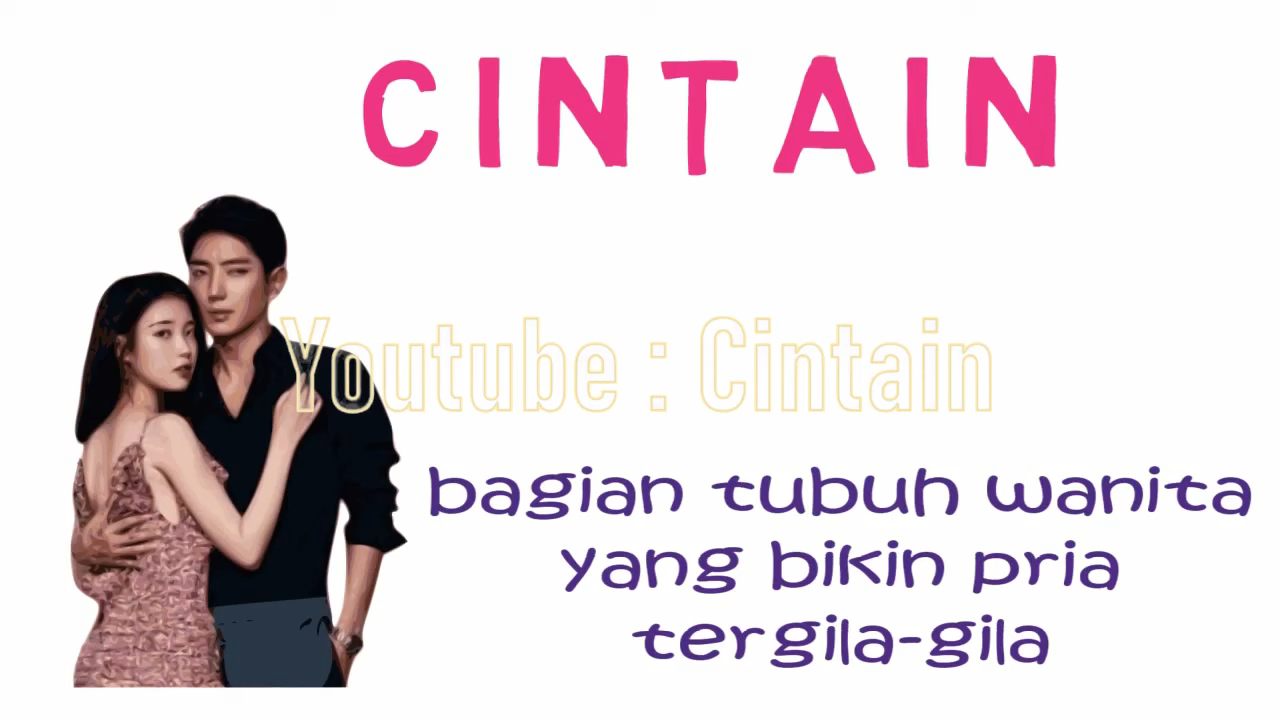 CINTAIN
Youtube : Cintain
bagian tubuh wanita
yang bikin pria
tergila-gila